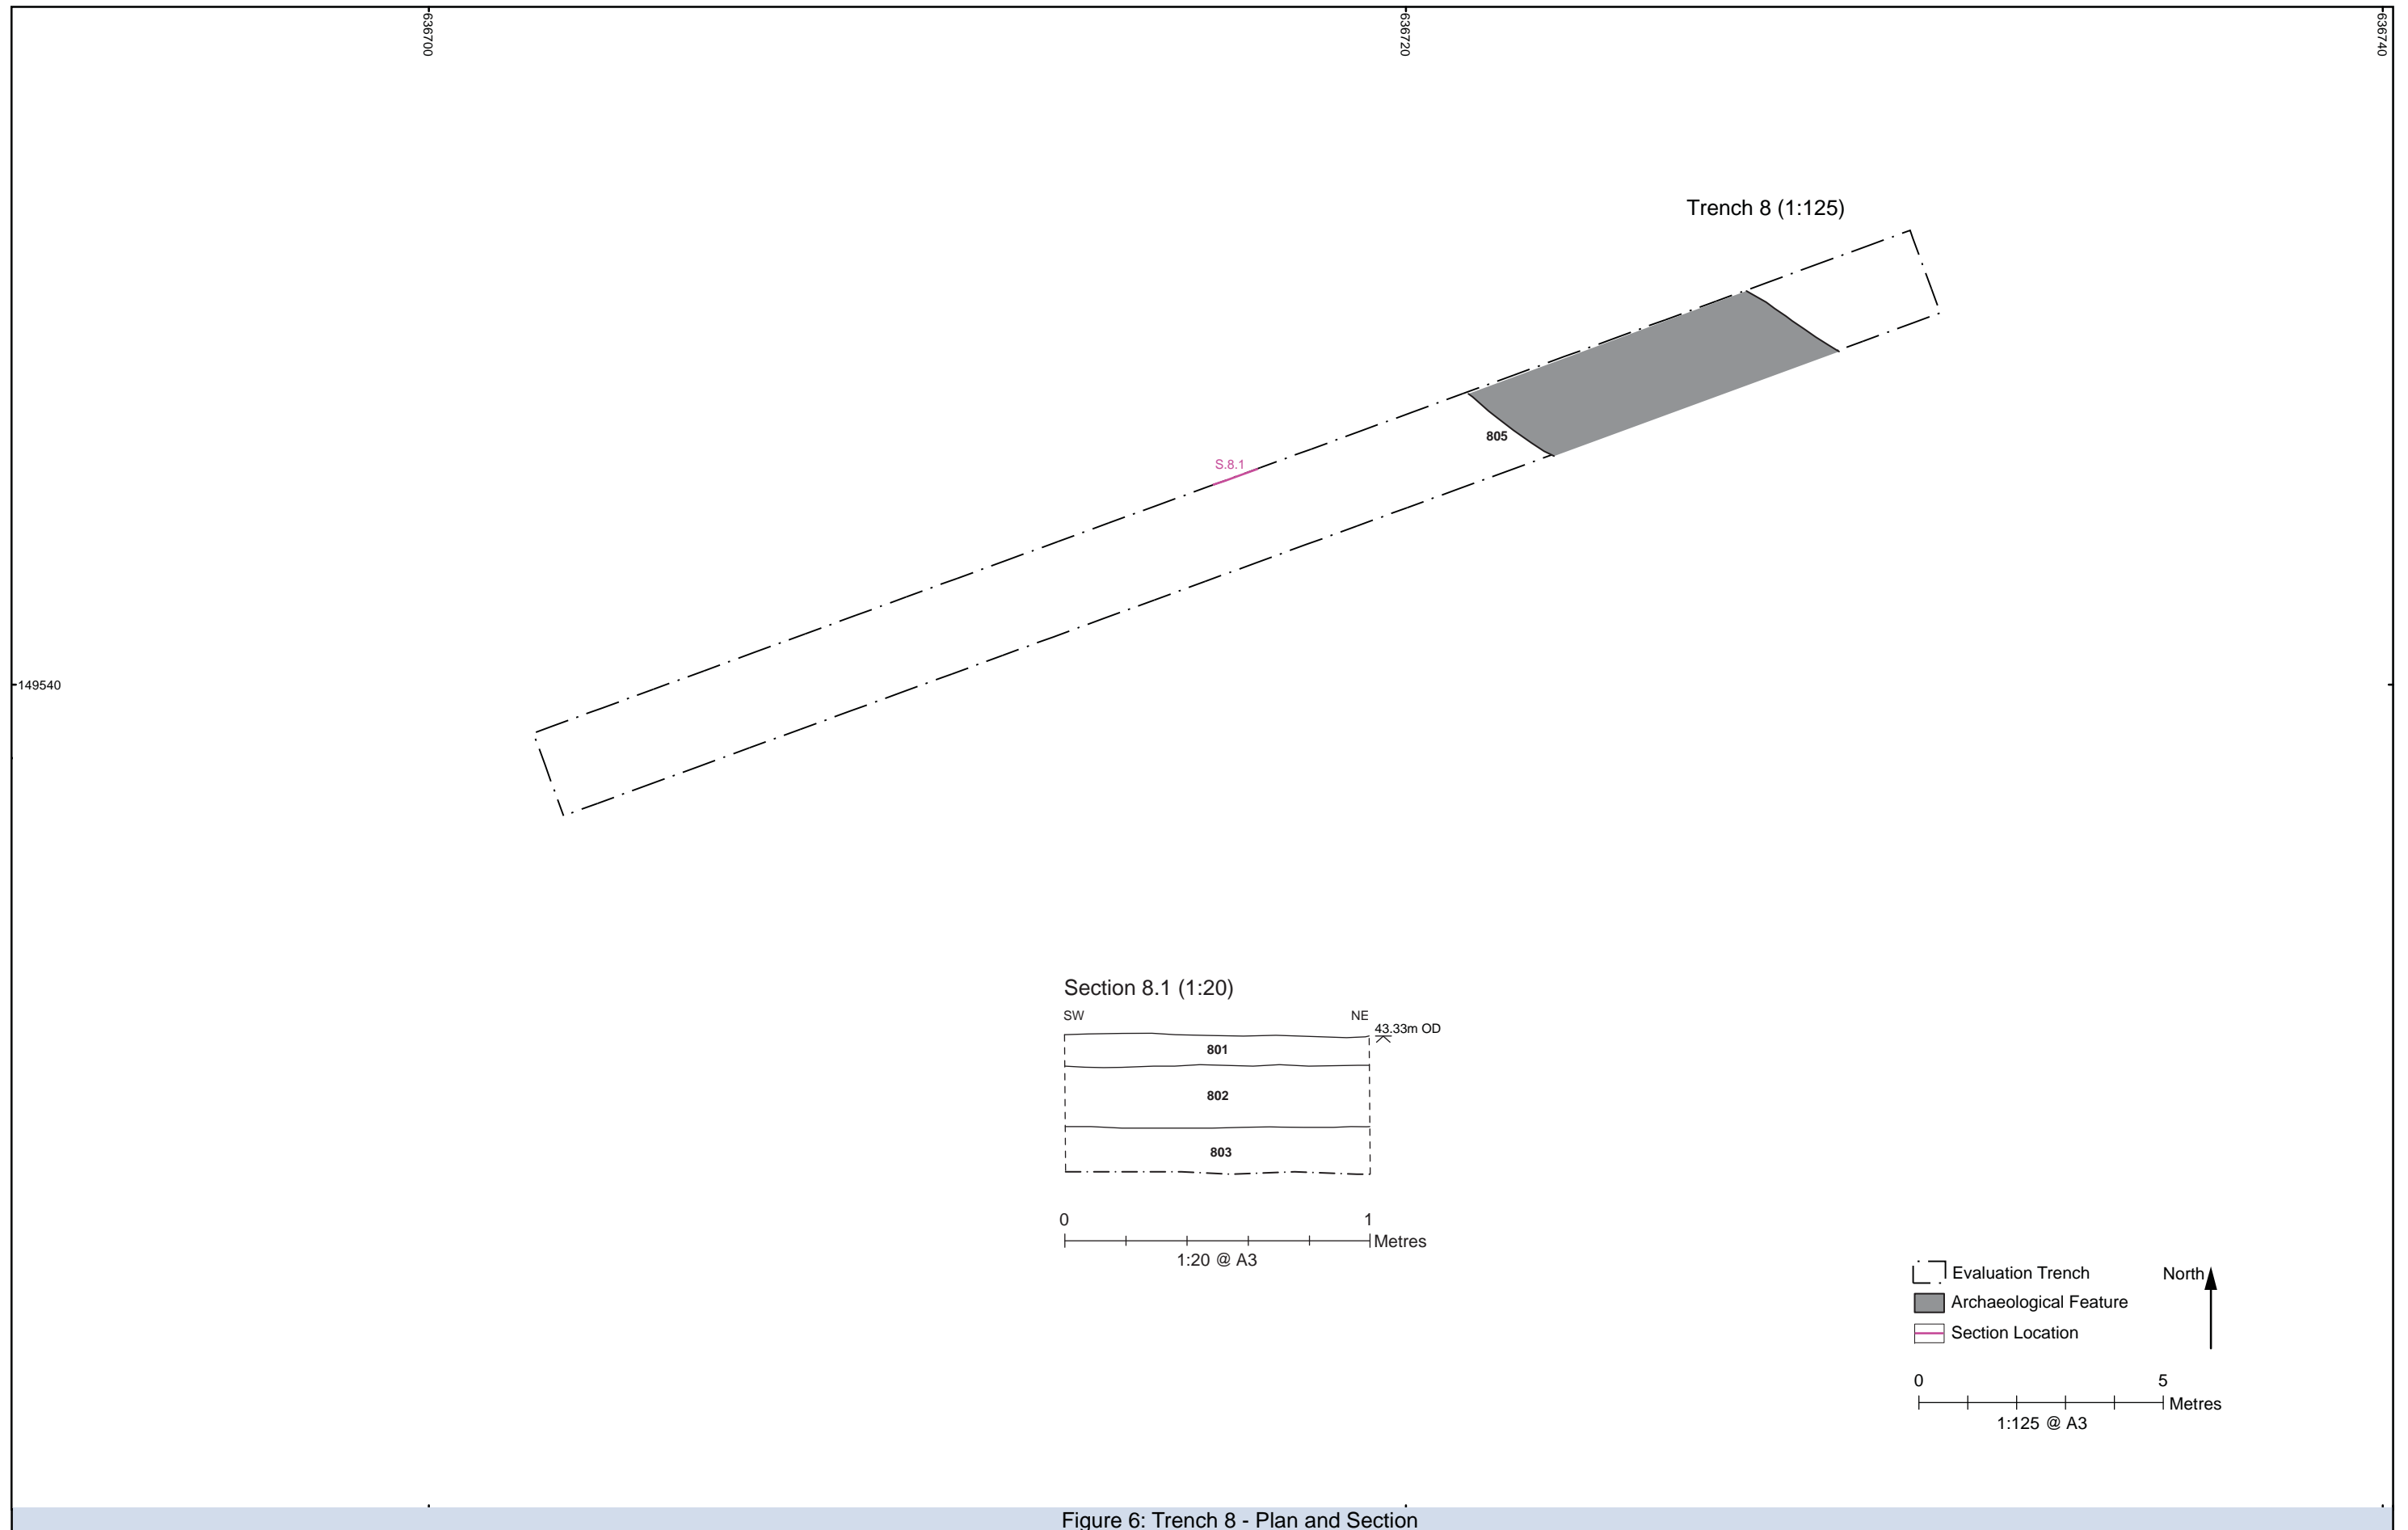 636700
636720
636740
Trench 8 (1:125)
805
S.8.1
149540
Section 8.1 (1:20)
SW
NE
43.33m OD
801
802
803
0 1
Metres
1:20 @ A3
Evaluation Trench
North
Archaeological Feature
Section Location
0 5
Metres
1:125 @ A3
Figure 6: Trench 8 - Plan and Section